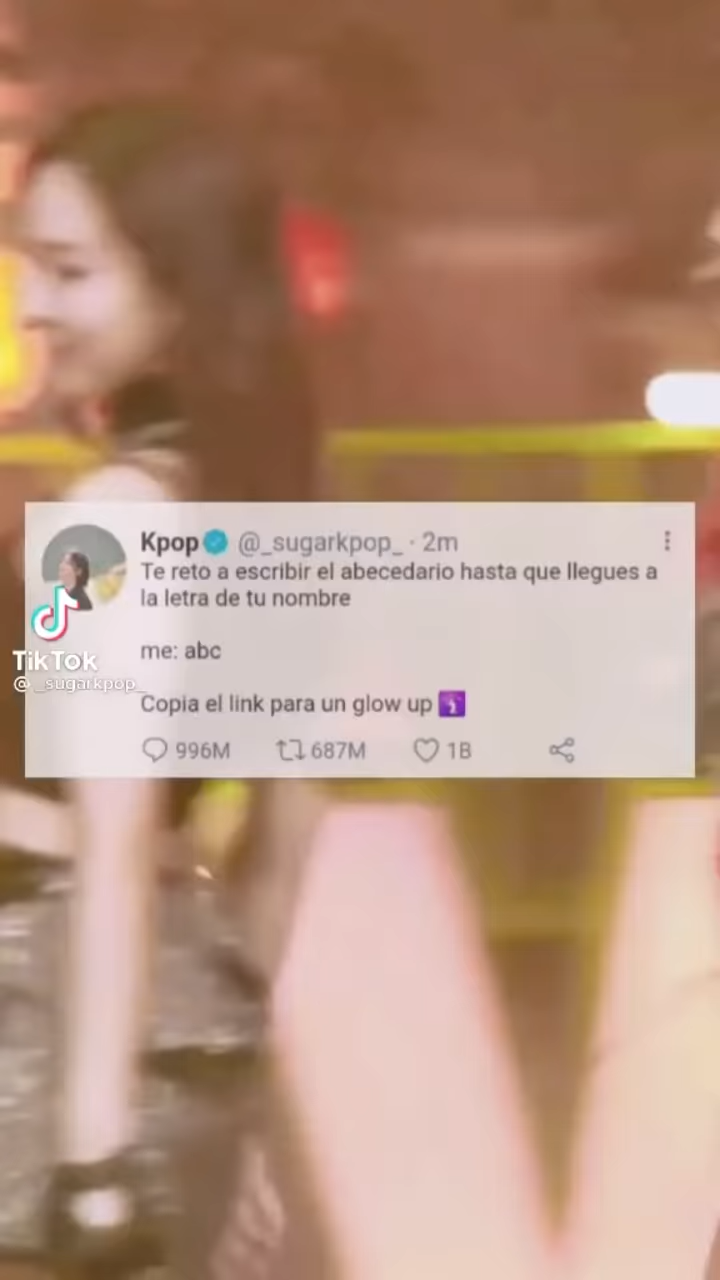 Kpop @_sugarkpop_ · 2m
Te reto a escribir el abecedario hasta que llegues a
la letra de tu nombre
me: abc
Copia el link para un glow up
996M 687M 1B
TikTok
@_sugarkpop_